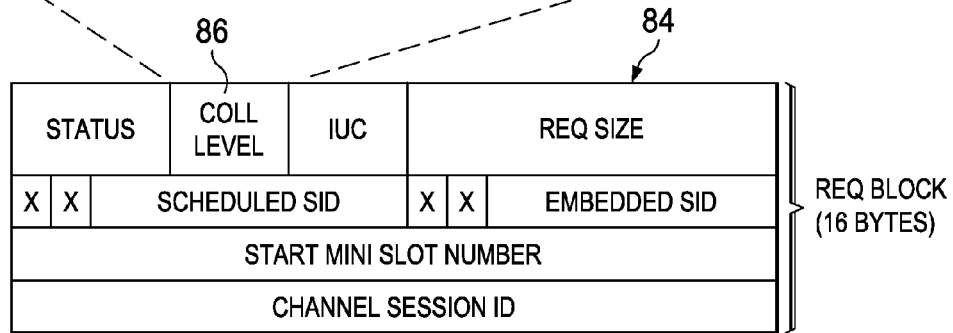 86
84
STATUS
COLL
LEVEL
IUC
REQ SIZE
X X SCHEDULED SID X X EMBEDDED SID
START MINI SLOT NUMBER
CHANNEL SESSION ID
REQ BLOCK
(16 BYTES)